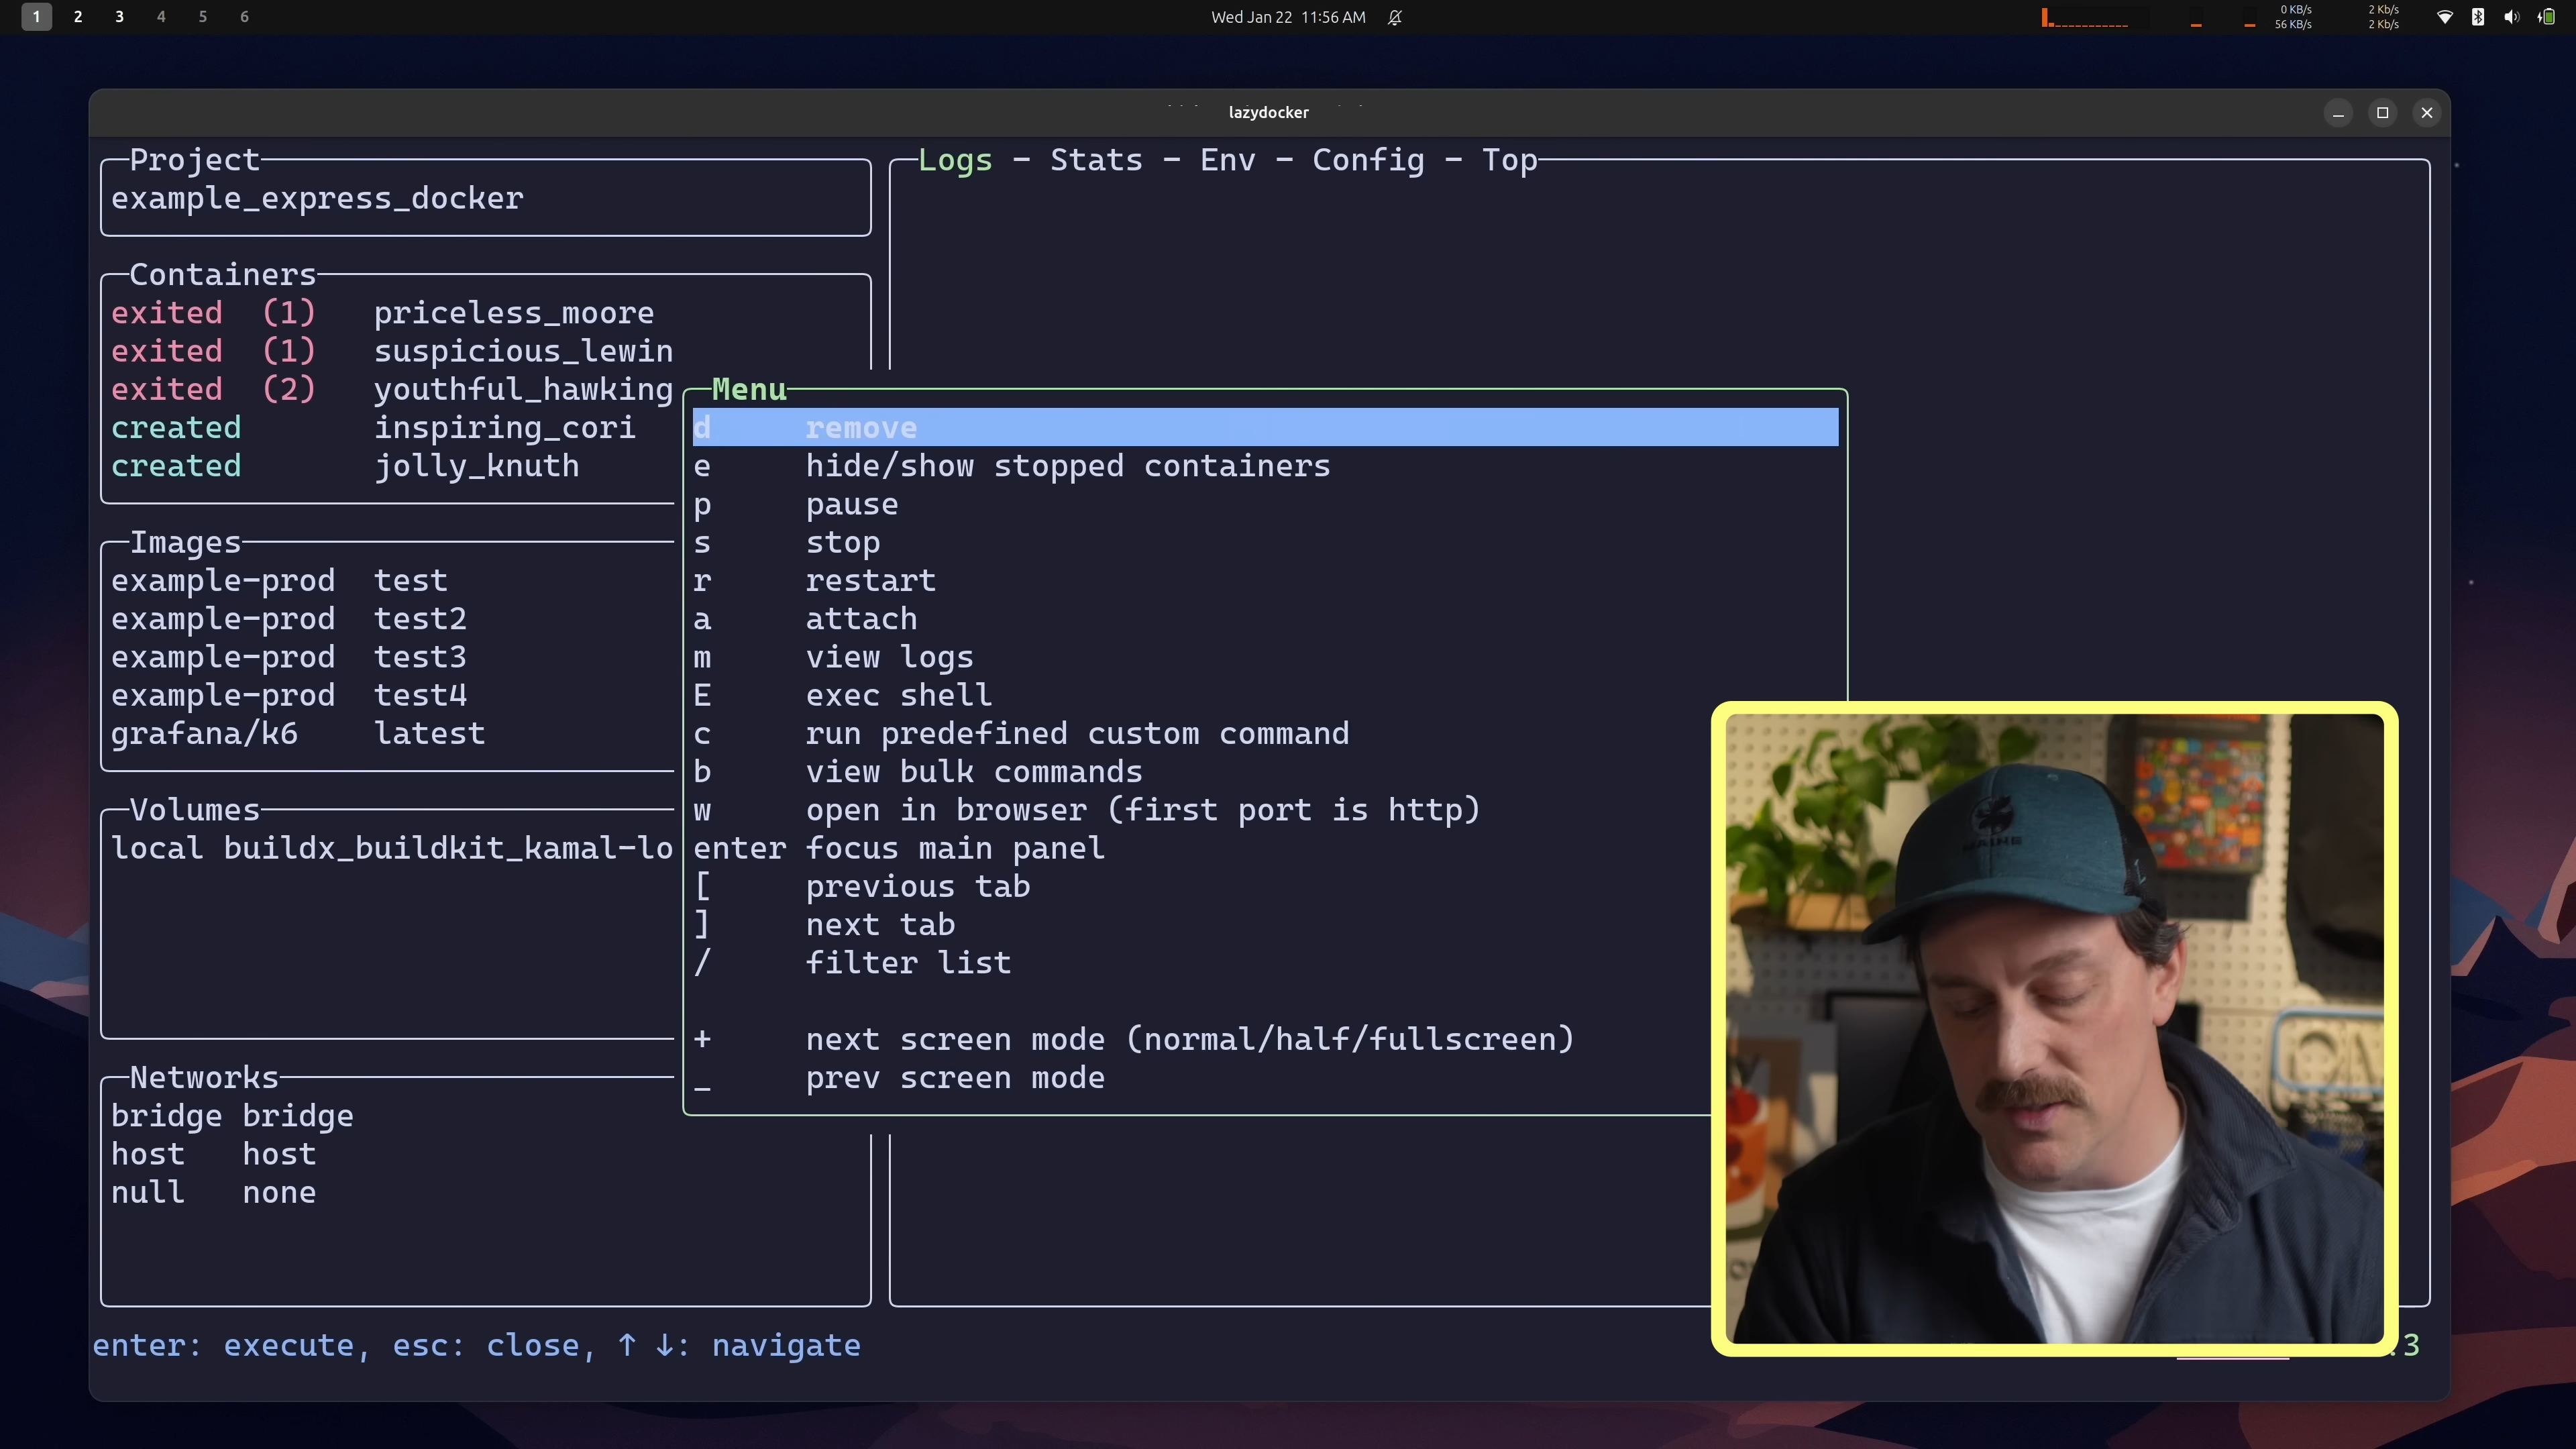 1 2 3 4 5 6
Wed Jan 22 11:56 AM
0 KB/s 2 Kb/s
56 KB/s 2 Kb/s
lazydocker
Project
example_express_docker
Containers
exited (1) priceless_moore
exited (1) suspicious_lewin
exited (2) youthful_hawking
created inspiring_cori
created jolly_knuth
Images
example-prod test
example-prod test2
example-prod test3
example-prod test4
grafana/k6 latest
Volumes
local buildx_buildkit_kamal-lo
Networks
bridge bridge
host host
null none
Logs - Stats - Env - Config - Top
Menu
d remove
e hide/show stopped containers
p pause
s stop
r restart
a attach
m view logs
E exec shell
c run predefined custom command
b view bulk commands
w open in browser (first port is http)
enter focus main panel
[ previous tab
] next tab
/ filter list
+ next screen mode (normal/half/fullscreen)
_ prev screen mode
MAINE
enter: execute, esc: close, ↑ ↓: navigate
.3